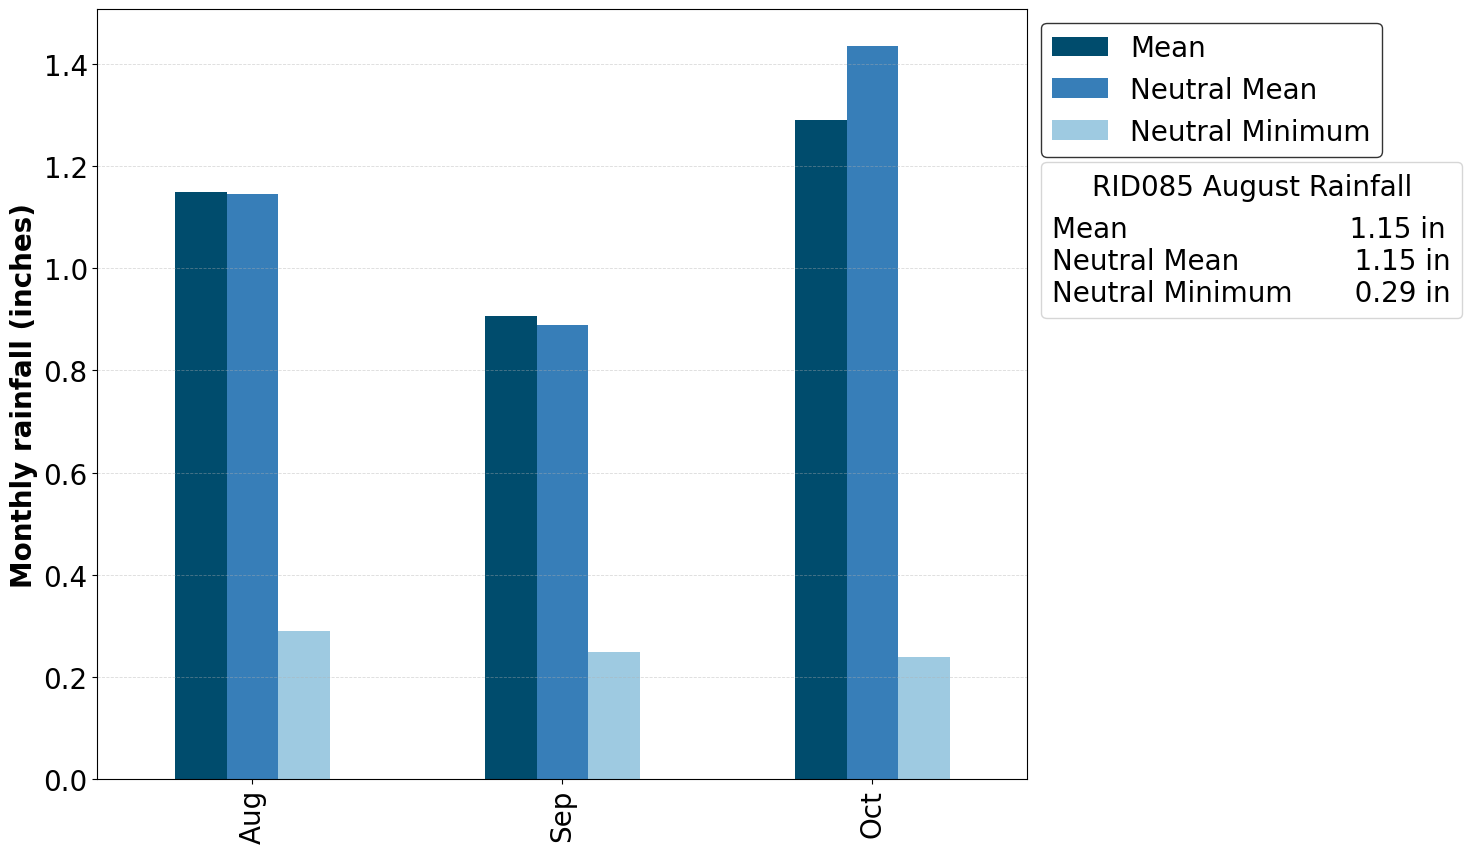 Monthly rainfall (inches)
1.4
1.2
1.0
0.8
0.6
0.4
0.2
0.0
Aug
Sep
Oct
Mean
Neutral Mean
Neutral Minimum
RID085 August Rainfall
Mean 1.15 in
Neutral Mean 1.15 in
Neutral Minimum 0.29 in